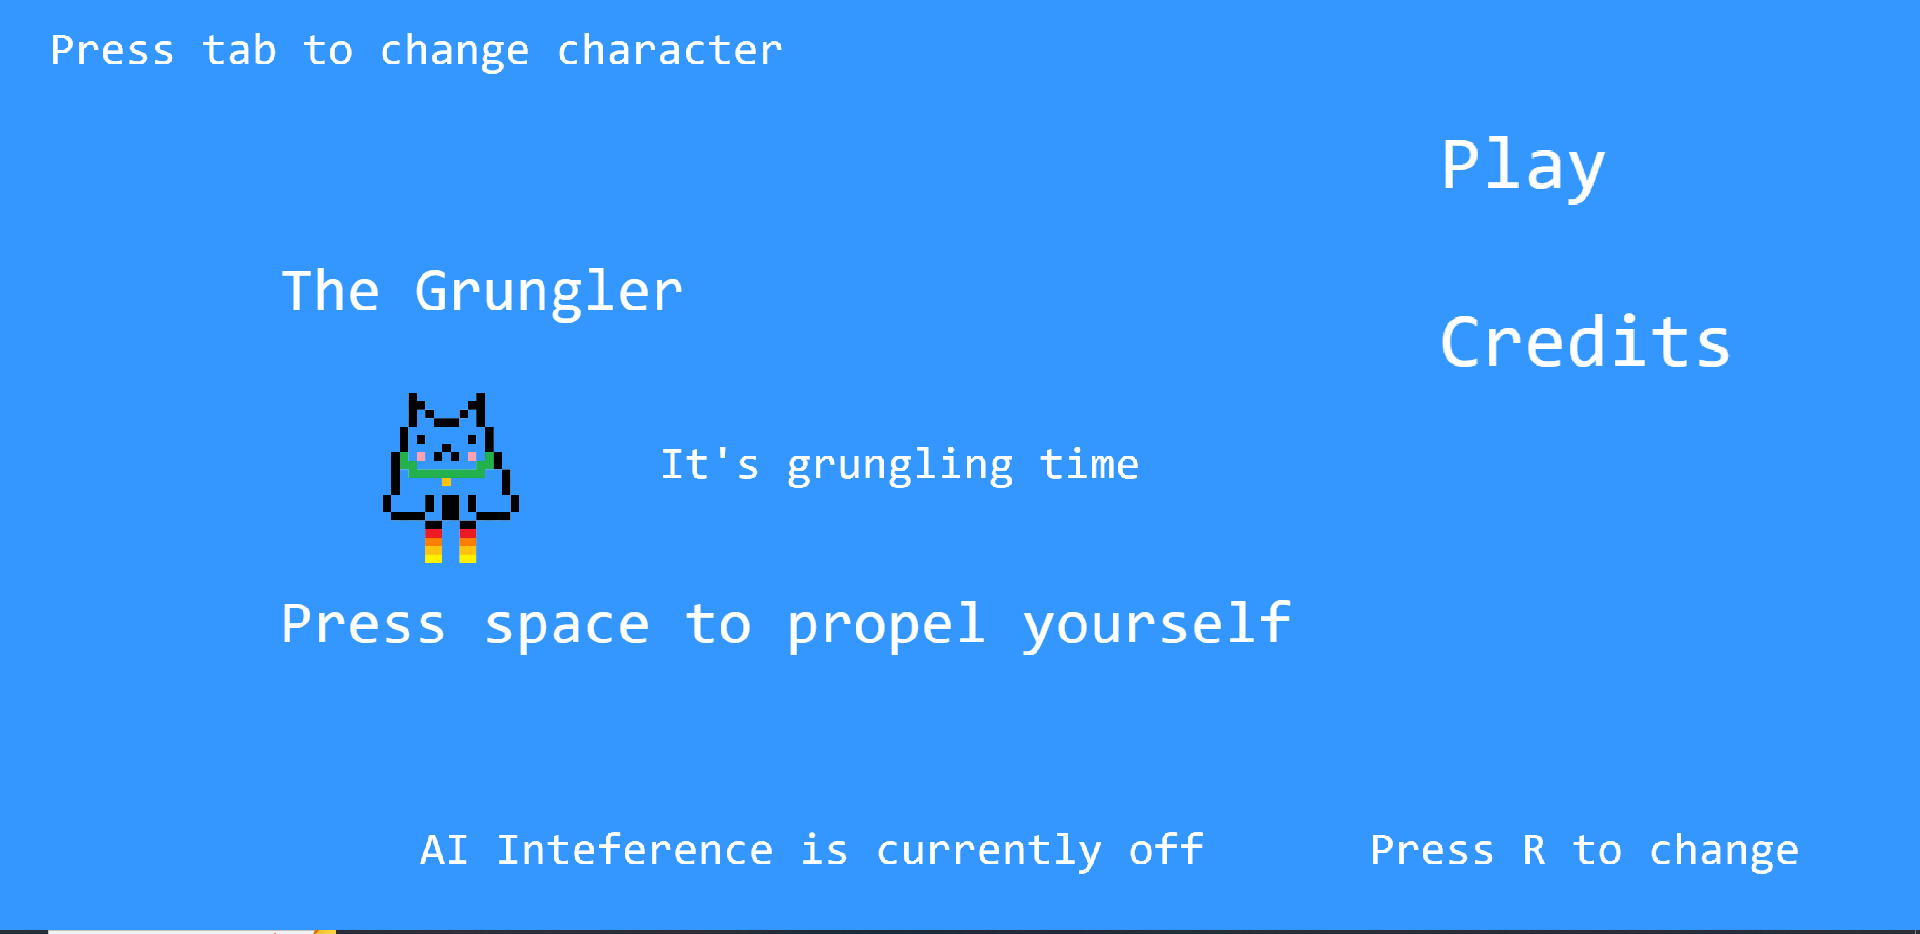 Press tab to change character
Play
The Grungler
Credits
It's grungling time
Press space to propel yourself
AI Inteference is currently off
Press R to change